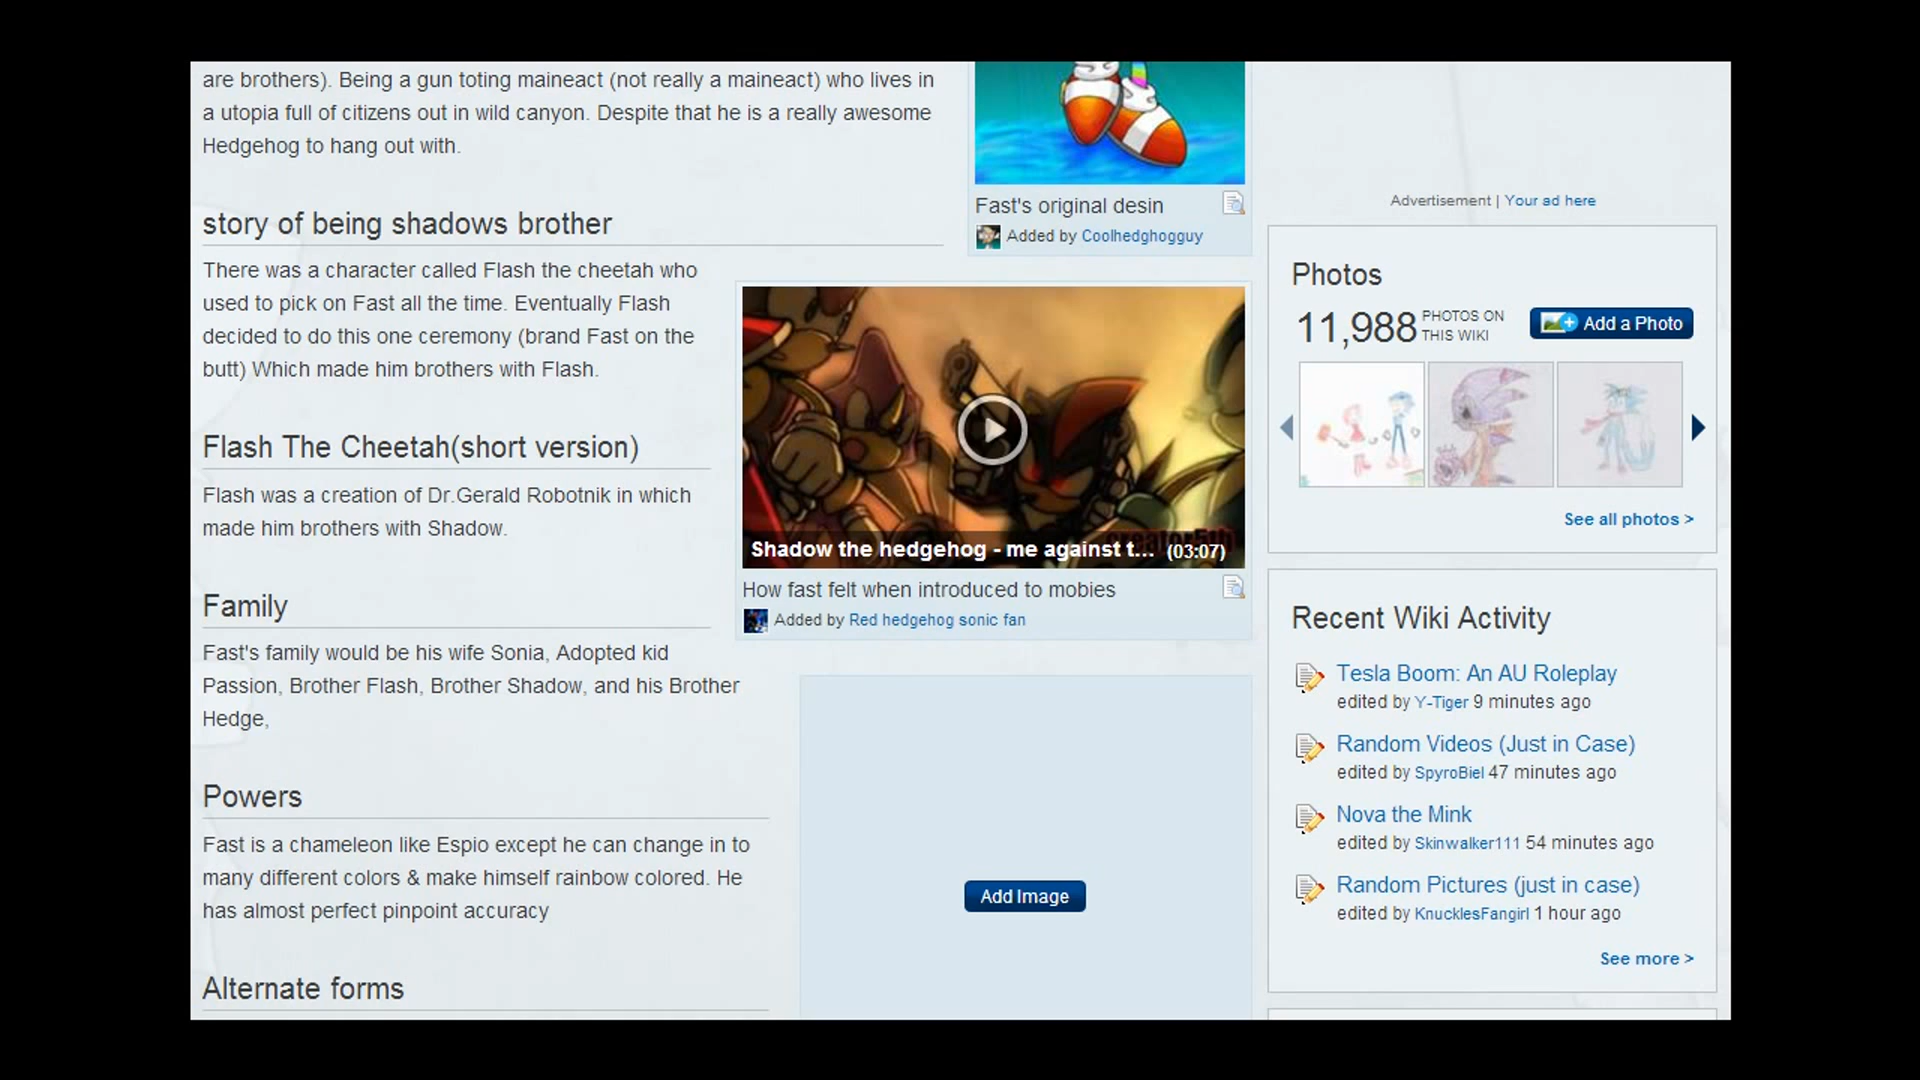 are brothers). Being a gun toting maineact (not really a maineact) who lives in
a utopia full of citizens out in wild canyon. Despite that he is a really awesome
Hedgehog to hang out with.
story of being shadows brother
There was a character called Flash the cheetah who
used to pick on Fast all the time. Eventually Flash
decided to do this one ceremony (brand Fast on the
butt) Which made him brothers with Flash.
Flash The Cheetah(short version)
Flash was a creation of Dr.Gerald Robotnik in which
made him brothers with Shadow.
Family
Fast's family would be his wife Sonia, Adopted kid
Passion, Brother Flash, Brother Shadow, and his Brother
Hedge,
Powers
Fast is a chameleon like Espio except he can change in to
many different colors & make himself rainbow colored. He
has almost perfect pinpoint accuracy
Alternate forms
Fast's original desin
Added by Coolhedghogguy
creator5th
Shadow the hedgehog - me against t... (03:07)
How fast felt when introduced to mobies
Added by Red hedgehog sonic fan
Add Image
Advertisement | Your ad here
Photos
11,988 PHOTOS ON
THIS WIKI
Add a Photo
See all photos >
Recent Wiki Activity
Tesla Boom: An AU Roleplay
edited by Y-Tiger 9 minutes ago
Random Videos (Just in Case)
edited by SpyroBiel 47 minutes ago
Nova the Mink
edited by Skinwalker111 54 minutes ago
Random Pictures (just in case)
edited by KnucklesFangirl 1 hour ago
See more >